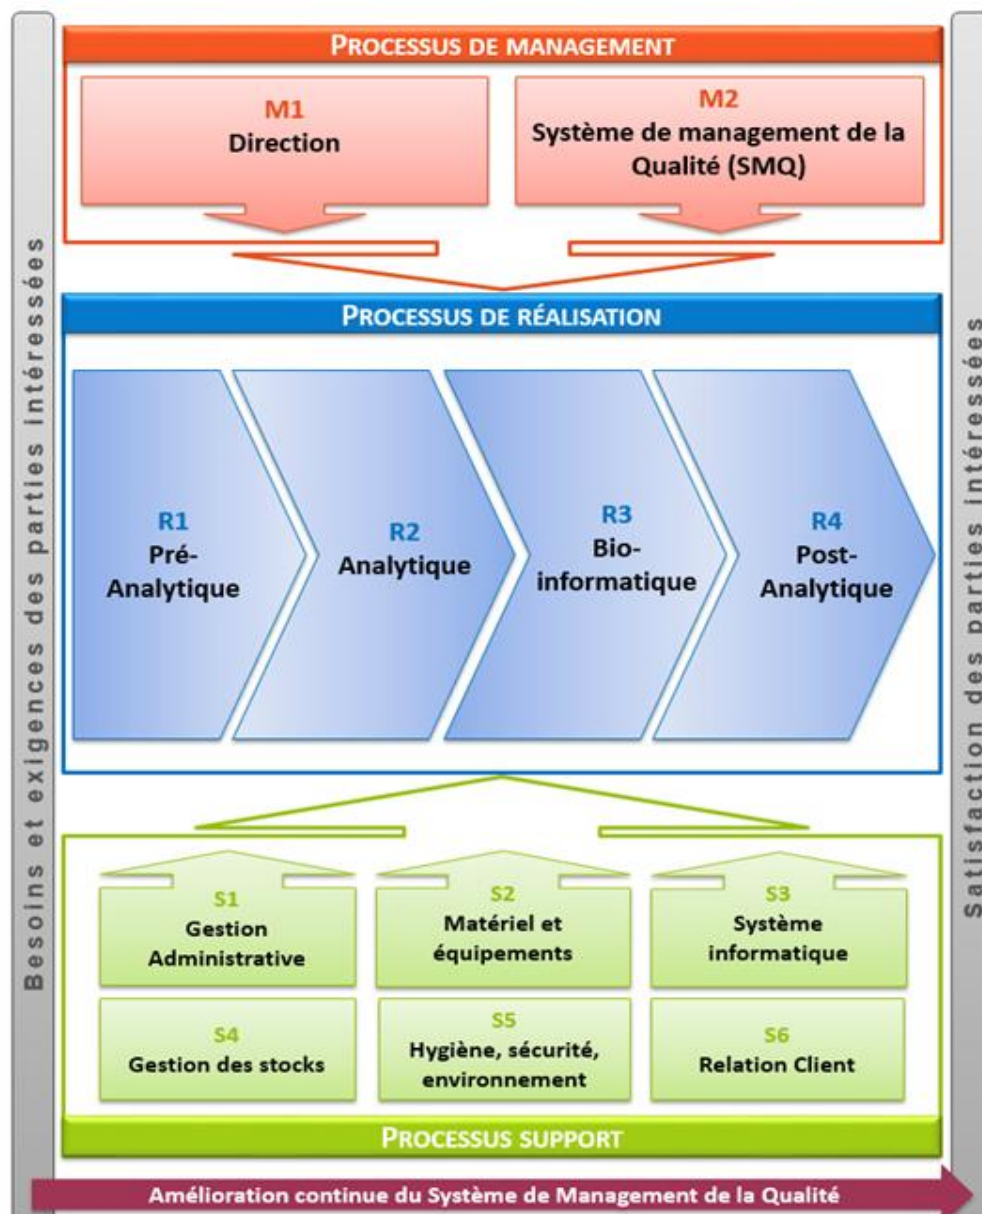 Besoins et exigences des parties intéressées
PROCESSUS DE MANAGEMENT
M1
Direction
M2
Système de management de la
Qualité (SMQ)
PROCESSUS DE RÉALISATION
R1
Pré-
Analytique
R2
Analytique
R3
Bio-
informatique
R4
Post-
Analytique
S1
Gestion
Administrative
S2
Matériel et
équipements
S3
Système
informatique
S4
Gestion des stocks
S5
Hygiène, sécurité,
environnement
S6
Relation Client
PROCESSUS SUPPORT
Satisfaction des parties intéressées
Amélioration continue du Système de Management de la Qualité